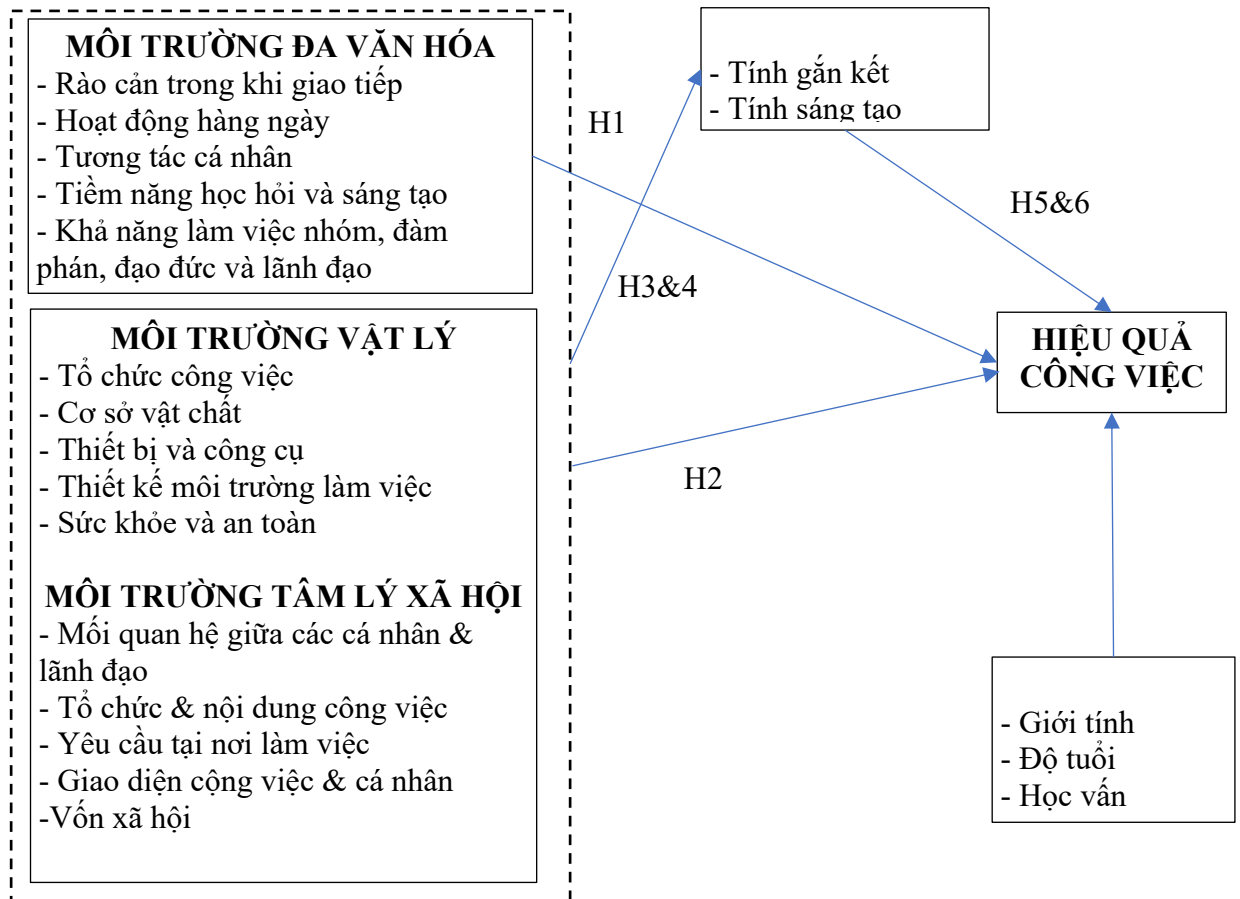 MÔI TRƯỜNG ĐA VĂN HÓA
- Rào cản trong khi giao tiếp
- Hoạt động hàng ngày
- Tương tác cá nhân
- Tiềm năng học hỏi và sáng tạo
- Khả năng làm việc nhóm, đàm
phán, đạo đức và lãnh đạo
MÔI TRƯỜNG VẬT LÝ
- Tổ chức công việc
- Cơ sở vật chất
- Thiết bị và công cụ
- Thiết kế môi trường làm việc
- Sức khỏe và an toàn
MÔI TRƯỜNG TÂM LÝ XÃ HỘI
- Mối quan hệ giữa các cá nhân &
lãnh đạo
- Tổ chức & nội dung công việc
- Yêu cầu tại nơi làm việc
- Giao diện cộng việc & cá nhân
-Vốn xã hội
H1
H3&4
H2
- Tính gắn kết
- Tính sáng tạo
H5&6
HIỆU QUẢ
CÔNG VIỆC
- Giới tính
- Độ tuổi
- Học vấn